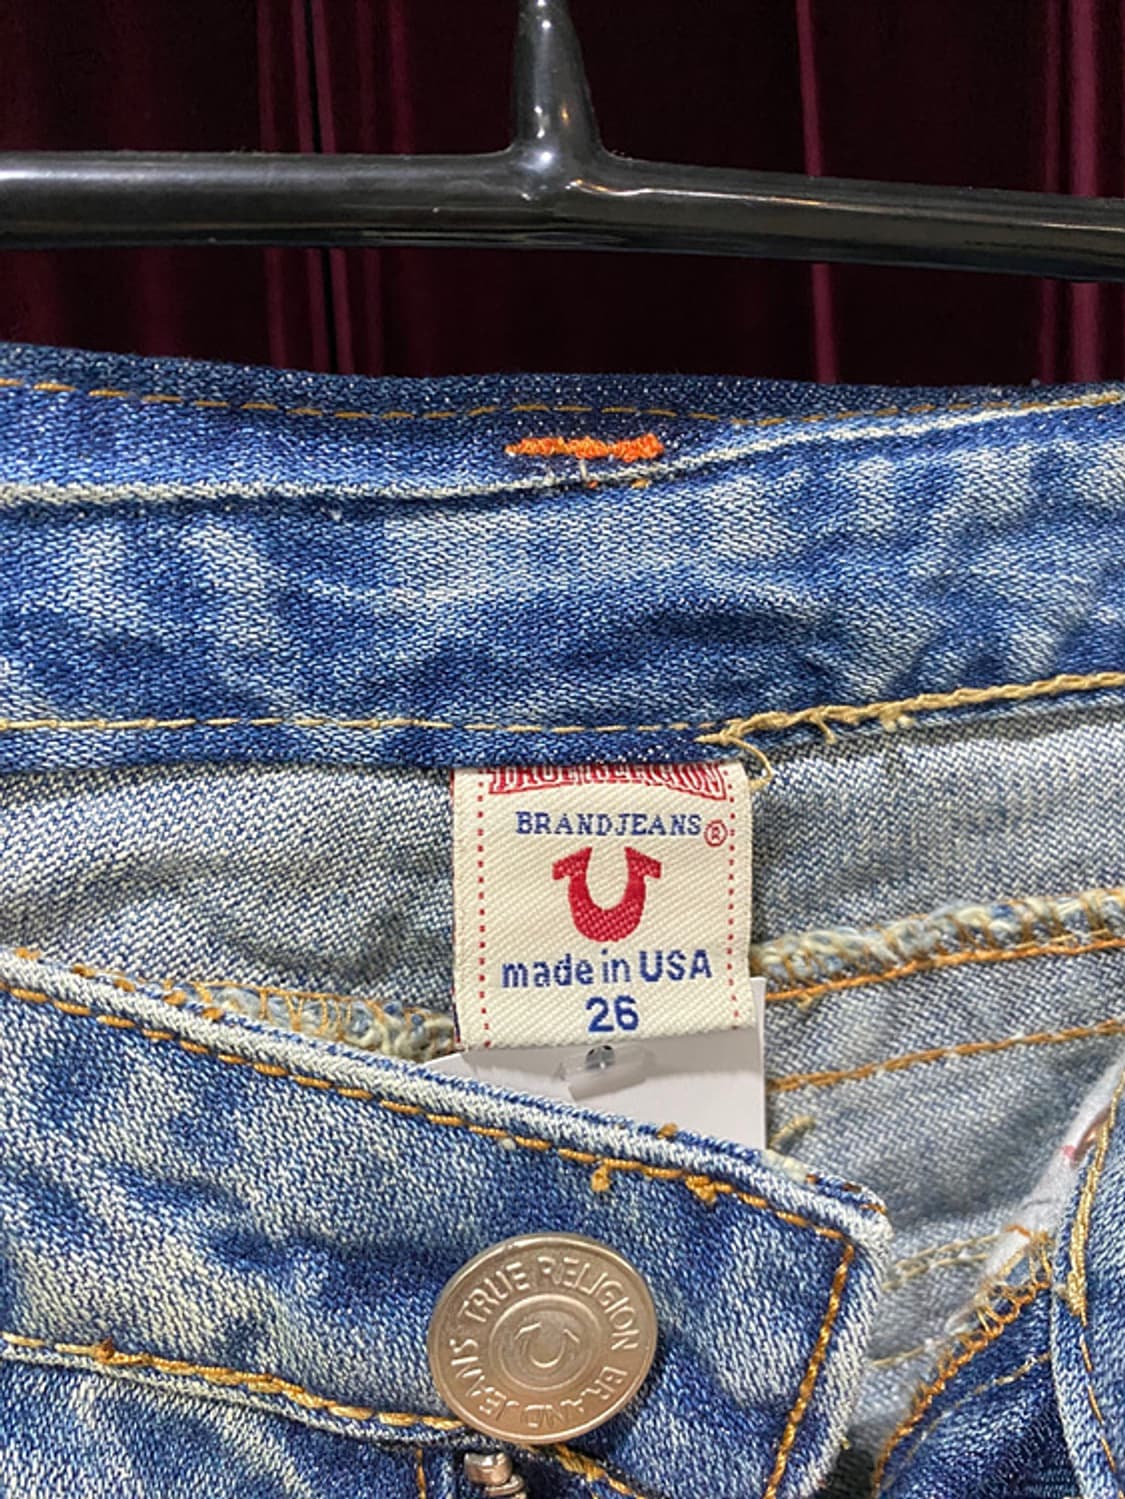 TRUE RELIGION
BRAND JEANS ®
made in USA
26
TRUE RELIGION BRAND JEANS